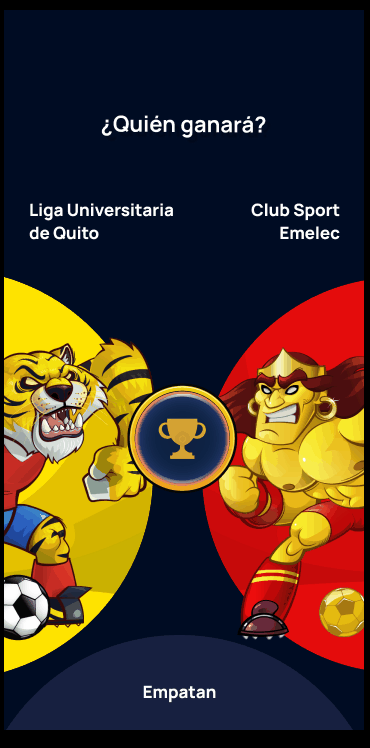 ¿Quién ganará?
Liga Universitaria
de Quito
Club Sport
Emelec
Empatan